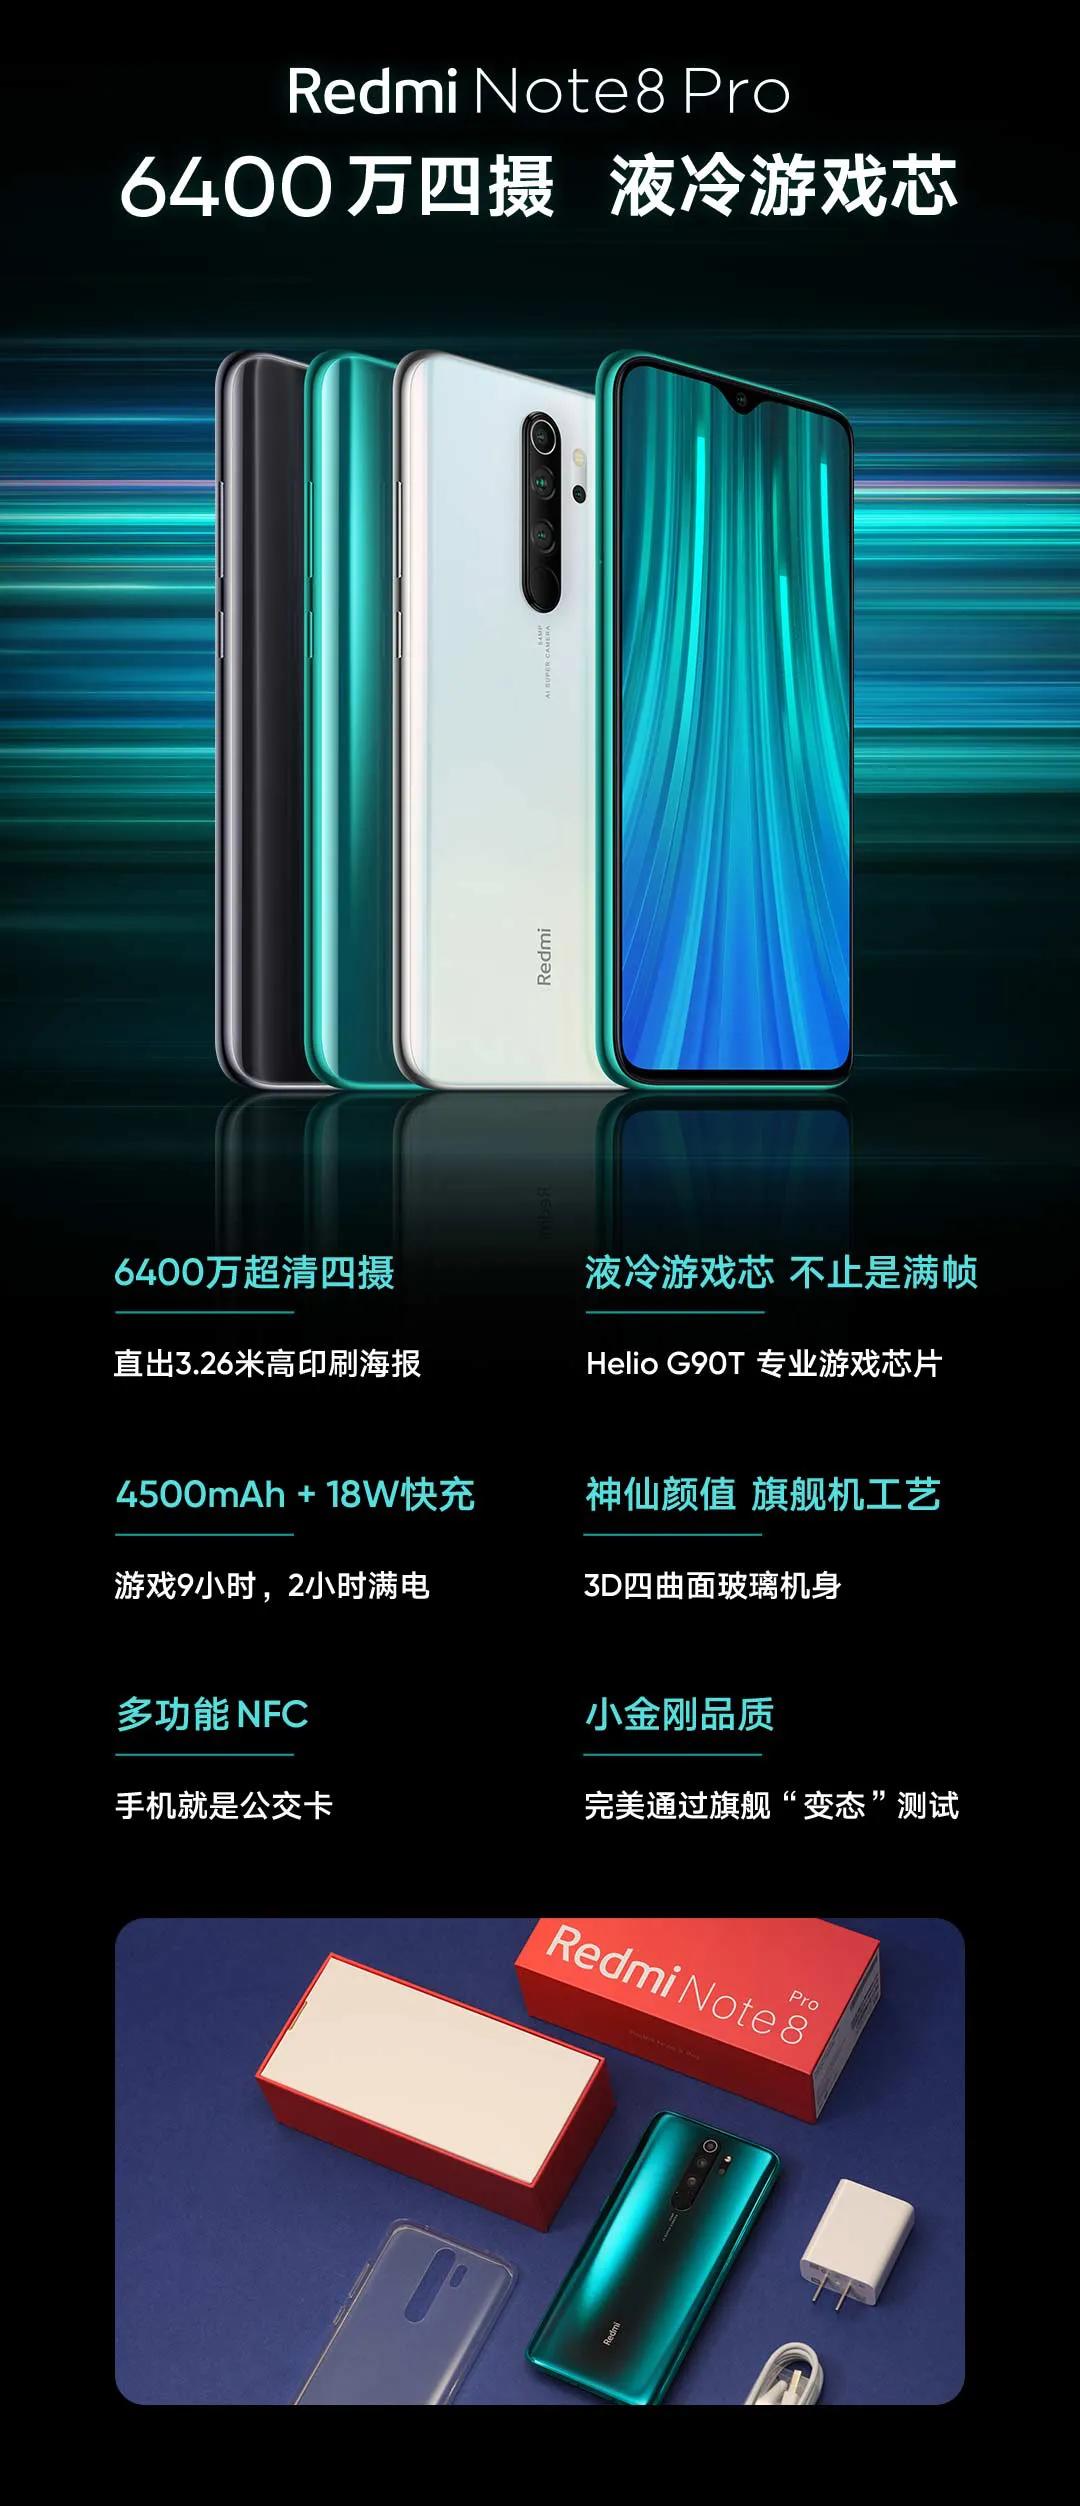 Redmi Note8 Pro
6400万四摄 液冷游戏芯
64MP
AI SUPER CAMERA
Redmi
6400万超清四摄
直出3.26米高印刷海报
液冷游戏芯 不止是满帧
Helio G90T 专业游戏芯片
4500mAh + 18W快充
游戏9小时，2小时满电
神仙颜值 旗舰机工艺
3D四曲面玻璃机身
多功能 NFC
手机就是公交卡
小金刚品质
完美通过旗舰“变态”测试
Redmi Note 8 Pro
Redmi